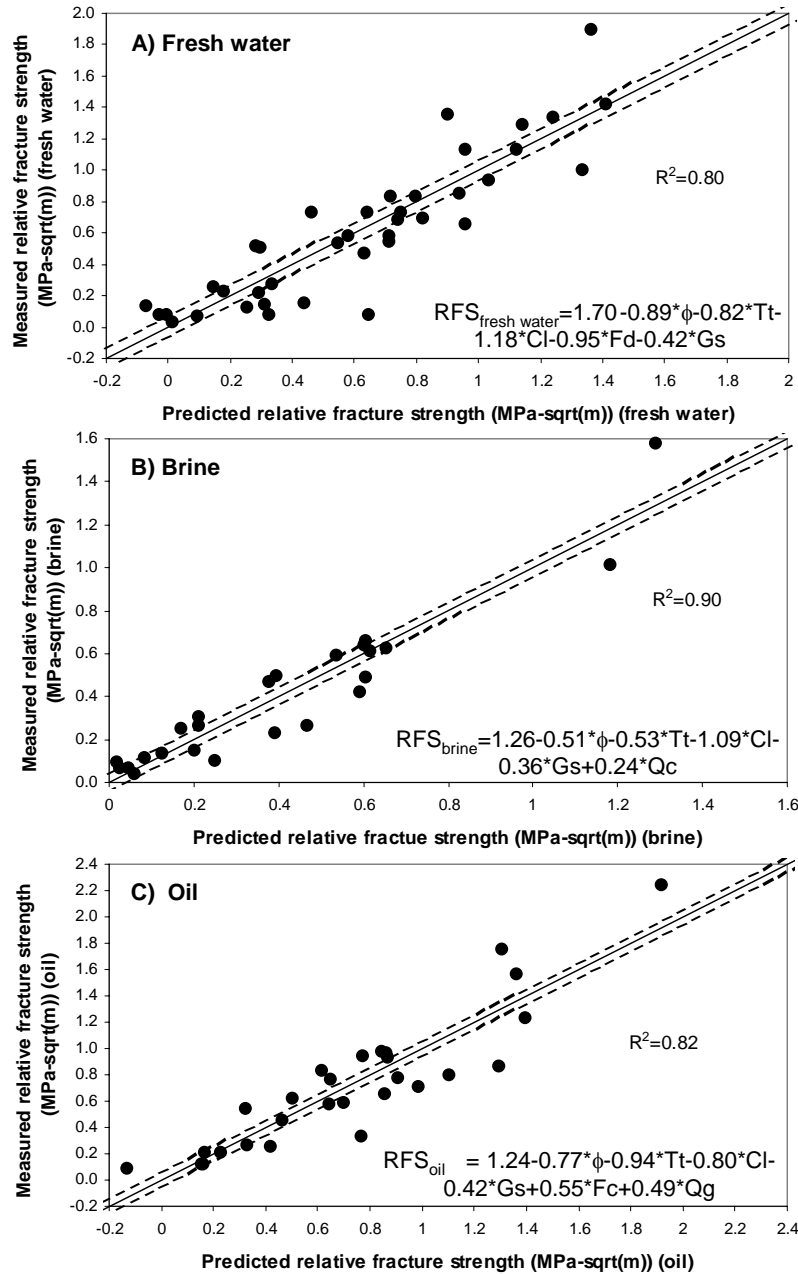 A) Fresh water
Measured relative fracture strength
(MPa-sqrt(m)) (fresh water)
2.0
1.8
1.6
1.4
1.2
1.0
0.8
0.6
0.4
0.2
0.0
-0.2
R²=0.80
RFS fresh water=1.70-0.89*ϕ-0.82*Tt-
1.18*Cl-0.95*Fd-0.42*Gs
-0.2 0 0.2 0.4 0.6 0.8 1 1.2 1.4 1.6 1.8 2
Predicted relative fracture strength (MPa-sqrt(m)) (fresh water)
B) Brine
Measured relative fracture strength
(MPa-sqrt(m)) (brine)
1.6
1.4
1.2
1.0
0.8
0.6
0.4
0.2
0.0
R²=0.90
RFS brine=1.26-0.51*ϕ-0.53*Tt-1.09*Cl-
0.36*Gs+0.24*Qc
0 0.2 0.4 0.6 0.8 1 1.2 1.4 1.6
Predicted relative fractue strength (MPa-sqrt(m)) (brine)
C) Oil
Measured relative fracture strength
(MPa-sqrt(m)) (oil)
2.4
2.2
2.0
1.8
1.6
1.4
1.2
1.0
0.8
0.6
0.4
0.2
0.0
-0.2
R²=0.82
RFS oil = 1.24-0.77*ϕ-0.94*Tt-0.80*Cl-
0.42*Gs+0.55*Fc+0.49*Qg
-0.2 0 0.2 0.4 0.6 0.8 1 1.2 1.4 1.6 1.8 2 2.2 2.4
Predicted relative fracture strength (MPa-sqrt(m)) (oil)